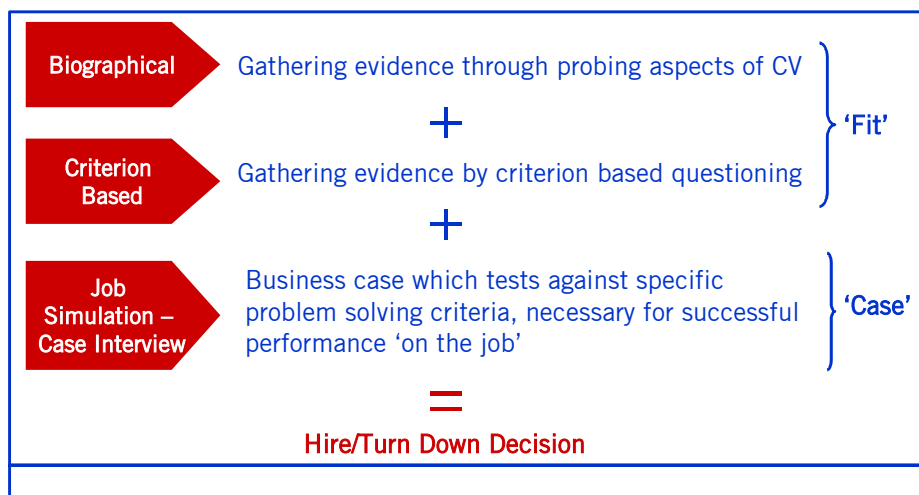 Biographical
Gathering evidence through probing aspects of CV
+
‘Fit’
Criterion
Based
Gathering evidence by criterion based questioning
+
Job
Simulation –
Case Interview
Business case which tests against specific
problem solving criteria, necessary for successful
performance ‘on the job’
‘Case’
=
Hire/Turn Down Decision